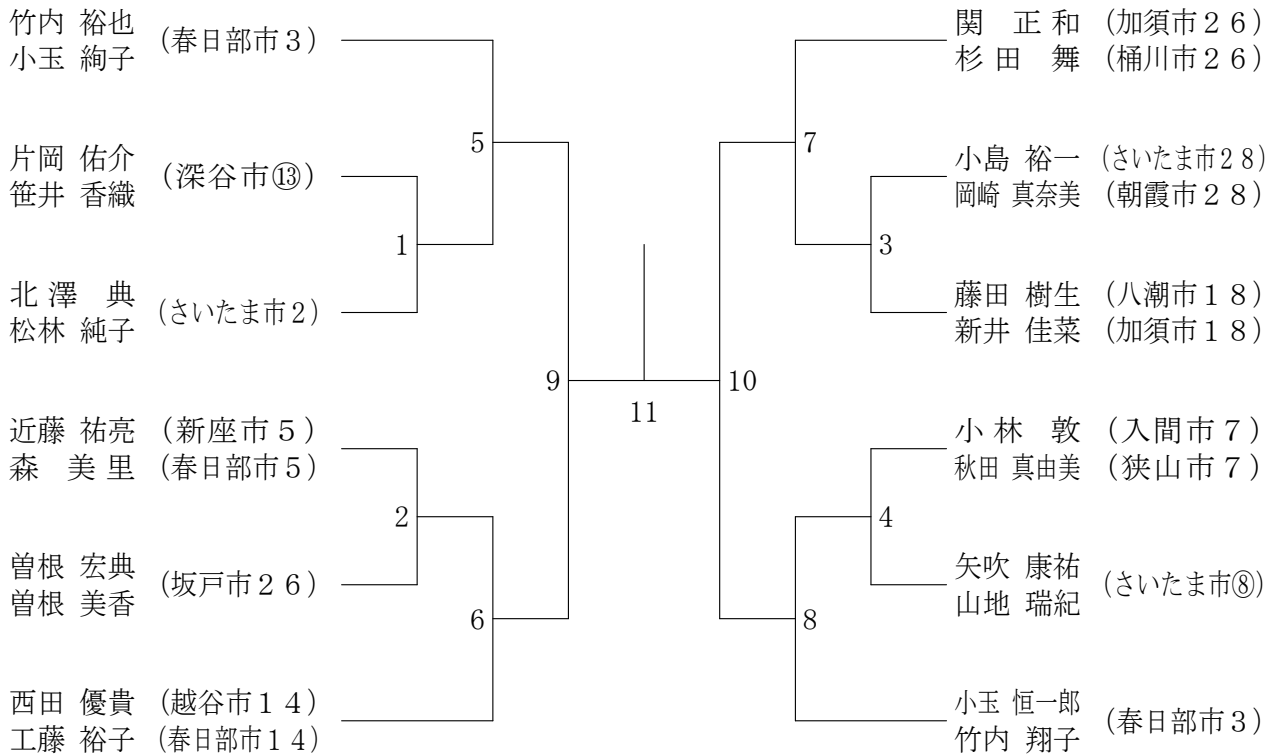 竹内 裕也 (春日部市3)
小玉 絢子
片岡 佑介 (深谷市⑬)
笹井 香織
北澤 典 (さいたま市2)
松林 純子
近藤 祐亮 (新座市5)
森 美里 (春日部市5)
曽根 宏典 (坂戸市26)
曽根 美香
西田 優貴 (越谷市14)
工藤 裕子 (春日部市14)
5
1
9
2
6
11
7
3
10
4
8
関 正和 (加須市26)
杉田 舞 (桶川市26)
小島 裕一 (さいたま市28)
岡崎 真奈美 (朝霞市28)
藤田 樹生 (八潮市18)
新井 佳菜 (加須市18)
小林 敦 (入間市7)
秋田 真由美 (狭山市7)
矢吹 康祐 (さいたま市⑧)
山地 瑞紀
小玉 恒一郎 (春日部市3)
竹内 翔子